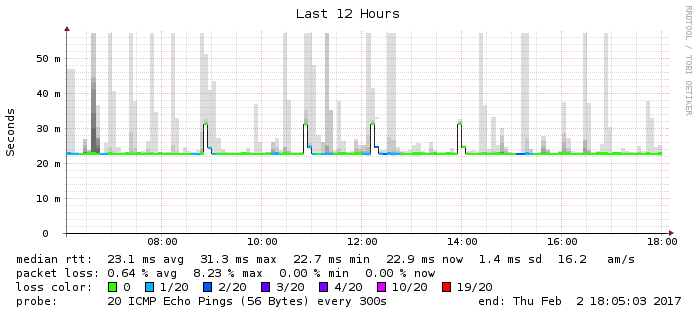 Last 12 Hours
RRDTOOL / TOBI OETIKER
Seconds
50 m
40 m
30 m
20 m
10 m
0
08:00 10:00 12:00 14:00 16:00 18:00
median rtt: 23.1 ms avg 31.3 ms max 22.7 ms min 22.9 ms now 1.4 ms sd 16.2 am/s
packet loss: 0.64 % avg 8.23 % max 0.00 % min 0.00 % now
loss color: 0 1/20 2/20 3/20 4/20 10/20 19/20
probe: 20 ICMP Echo Pings (56 Bytes) every 300s end: Thu Feb 2 18:05:03 2017